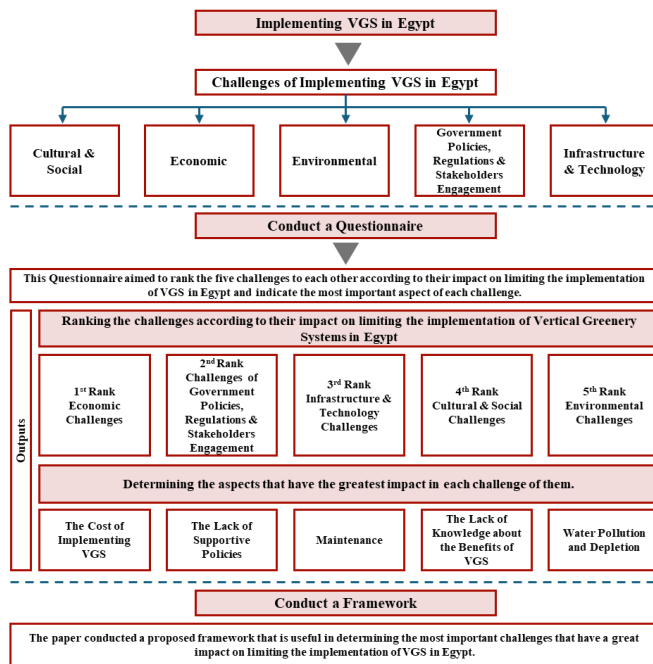 Implementing VGS in Egypt
Challenges of Implementing VGS in Egypt
Cultural &
Social
Economic
Environmental
Government
Policies,
Regulations &
Stakeholders
Engagement
Infrastructure
& Technology
Conduct a Questionnaire
This Questionnaire aimed to rank the five challenges to each other according to their impact on limiting the implementation
of VGS in Egypt and indicate the most important aspect of each challenge.
Outputs
Ranking the challenges according to their impact on limiting the implementation of Vertical Greenery
Systems in Egypt
1st Rank
Economic
Challenges
2nd Rank
Challenges of
Government
Policies,
Regulations &
Stakeholders
Engagement
3rd Rank
Infrastructure &
Technology
Challenges
4th Rank
Cultural & Social
Challenges
5th Rank
Environmental
Challenges
Determining the aspects that have the greatest impact in each challenge of them.
The Cost of
Implementing
VGS
The Lack of
Supportive
Policies
Maintenance
The Lack of
Knowledge about
the Benefits of
VGS
Water Pollution
and Depletion
Conduct a Framework
The paper conducted a proposed framework that is useful in determining the most important challenges that have a great
impact on limiting the implementation of VGS in Egypt.